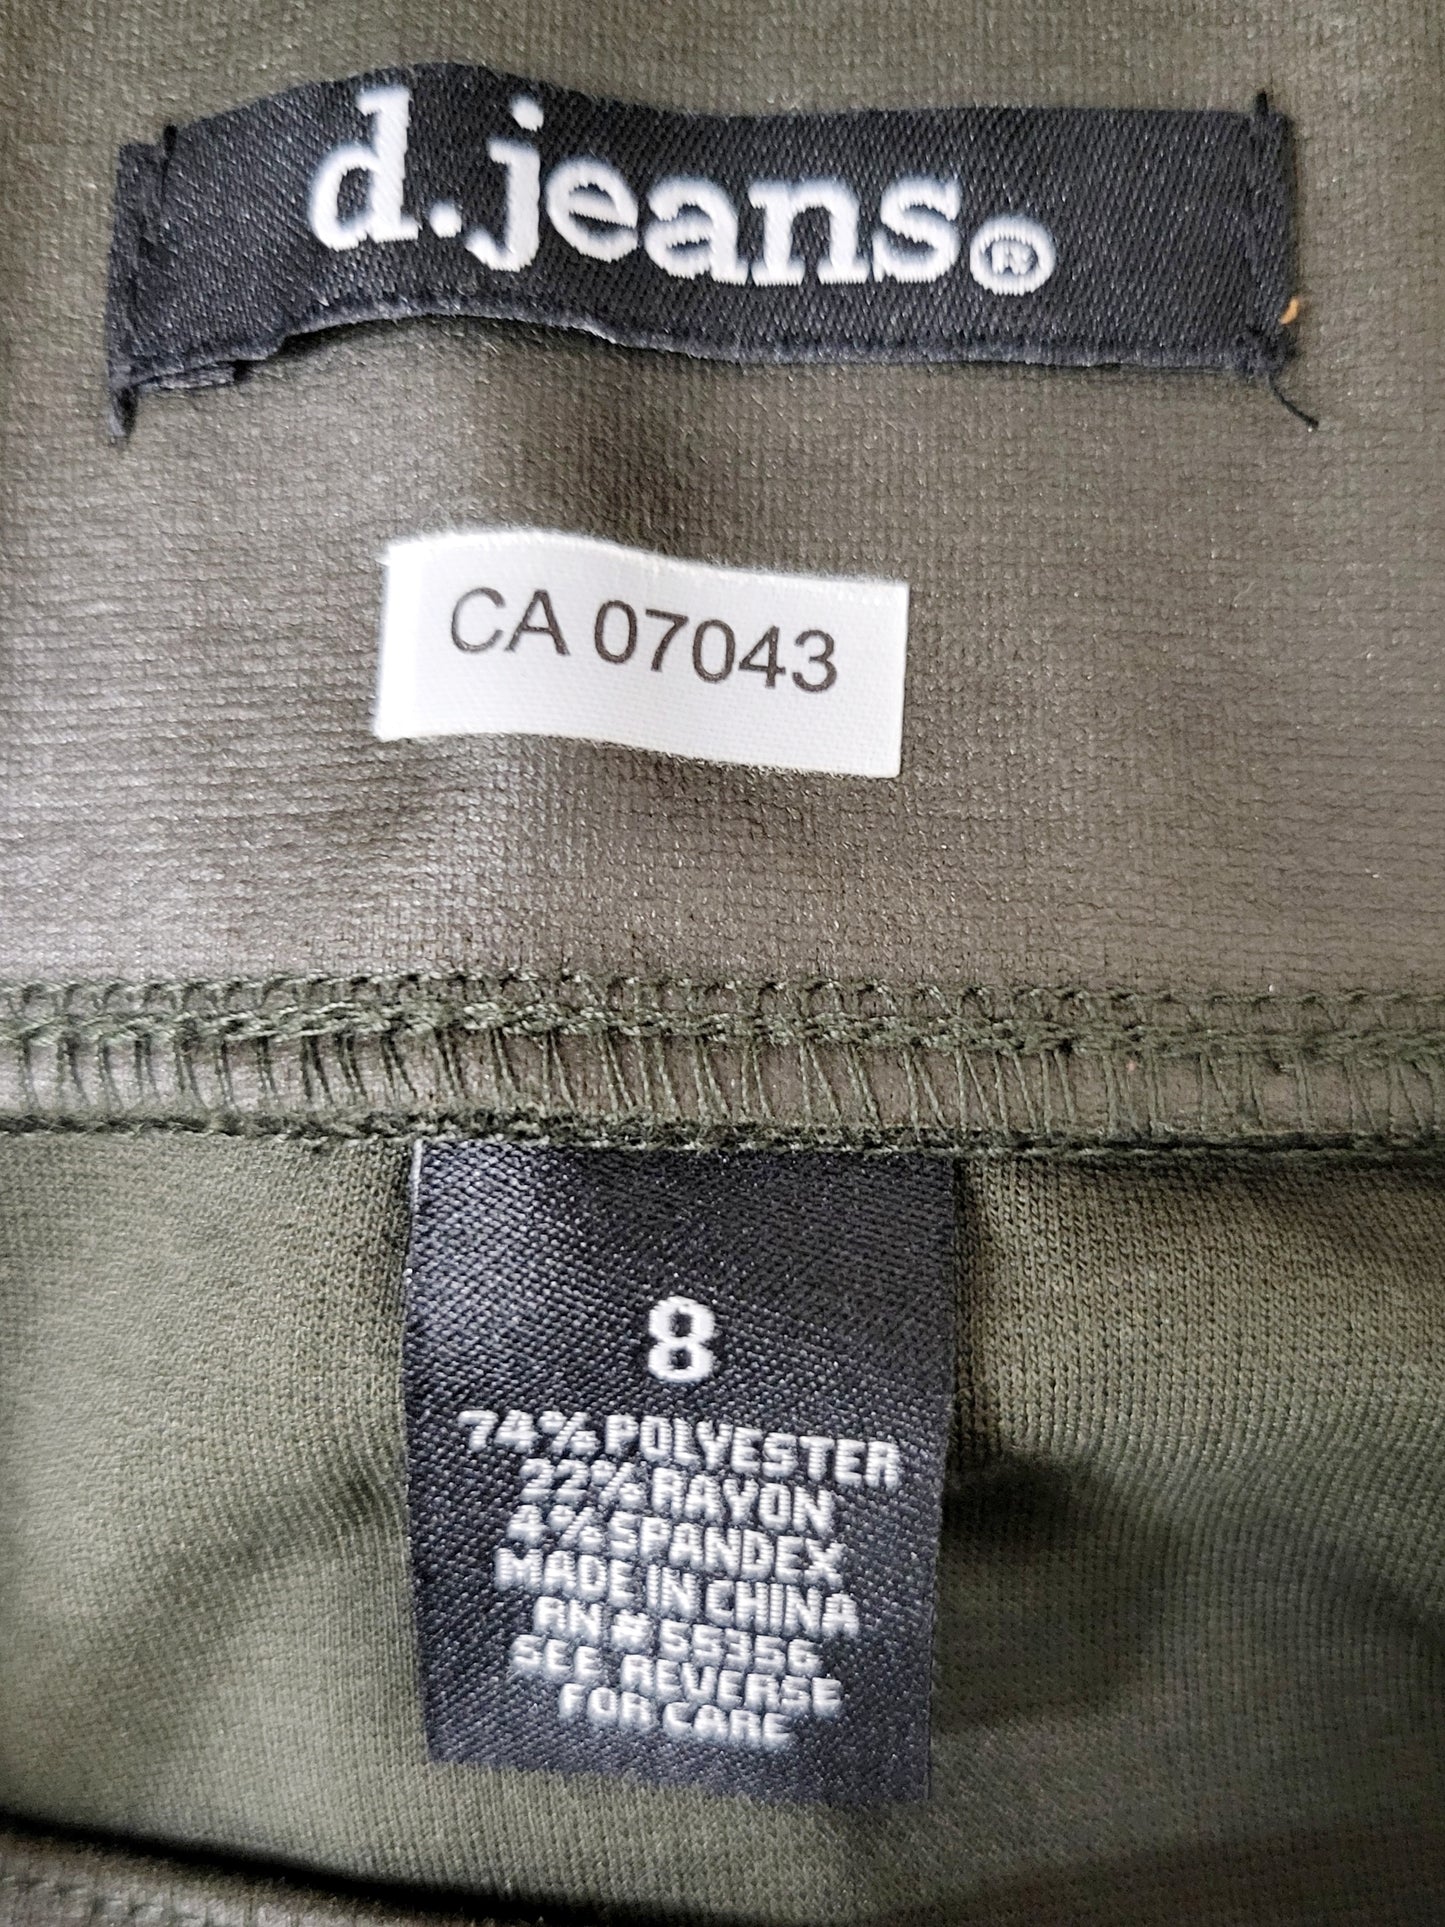 d.jeans®
CA 07043
8
74% POLYESTER
22% RAYON
4% SPANDEX
MADE IN CHINA
RN # 55356
SEE REVERSE
FOR CARE